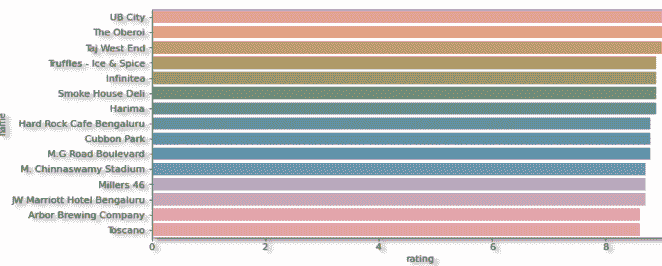 UB City
The Oberoi
Taj West End
Truffles - Ice & Spice
Infinitea
Smoke House Deli
Harima
name
Hard Rock Cafe Bengaluru
Cubbon Park
M.G Road Boulevard
M. Chinnaswamy Stadium
Millers 46
JW Marriott Hotel Bengaluru
Arbor Brewing Company
Toscano
0 2 4 6 8
rating